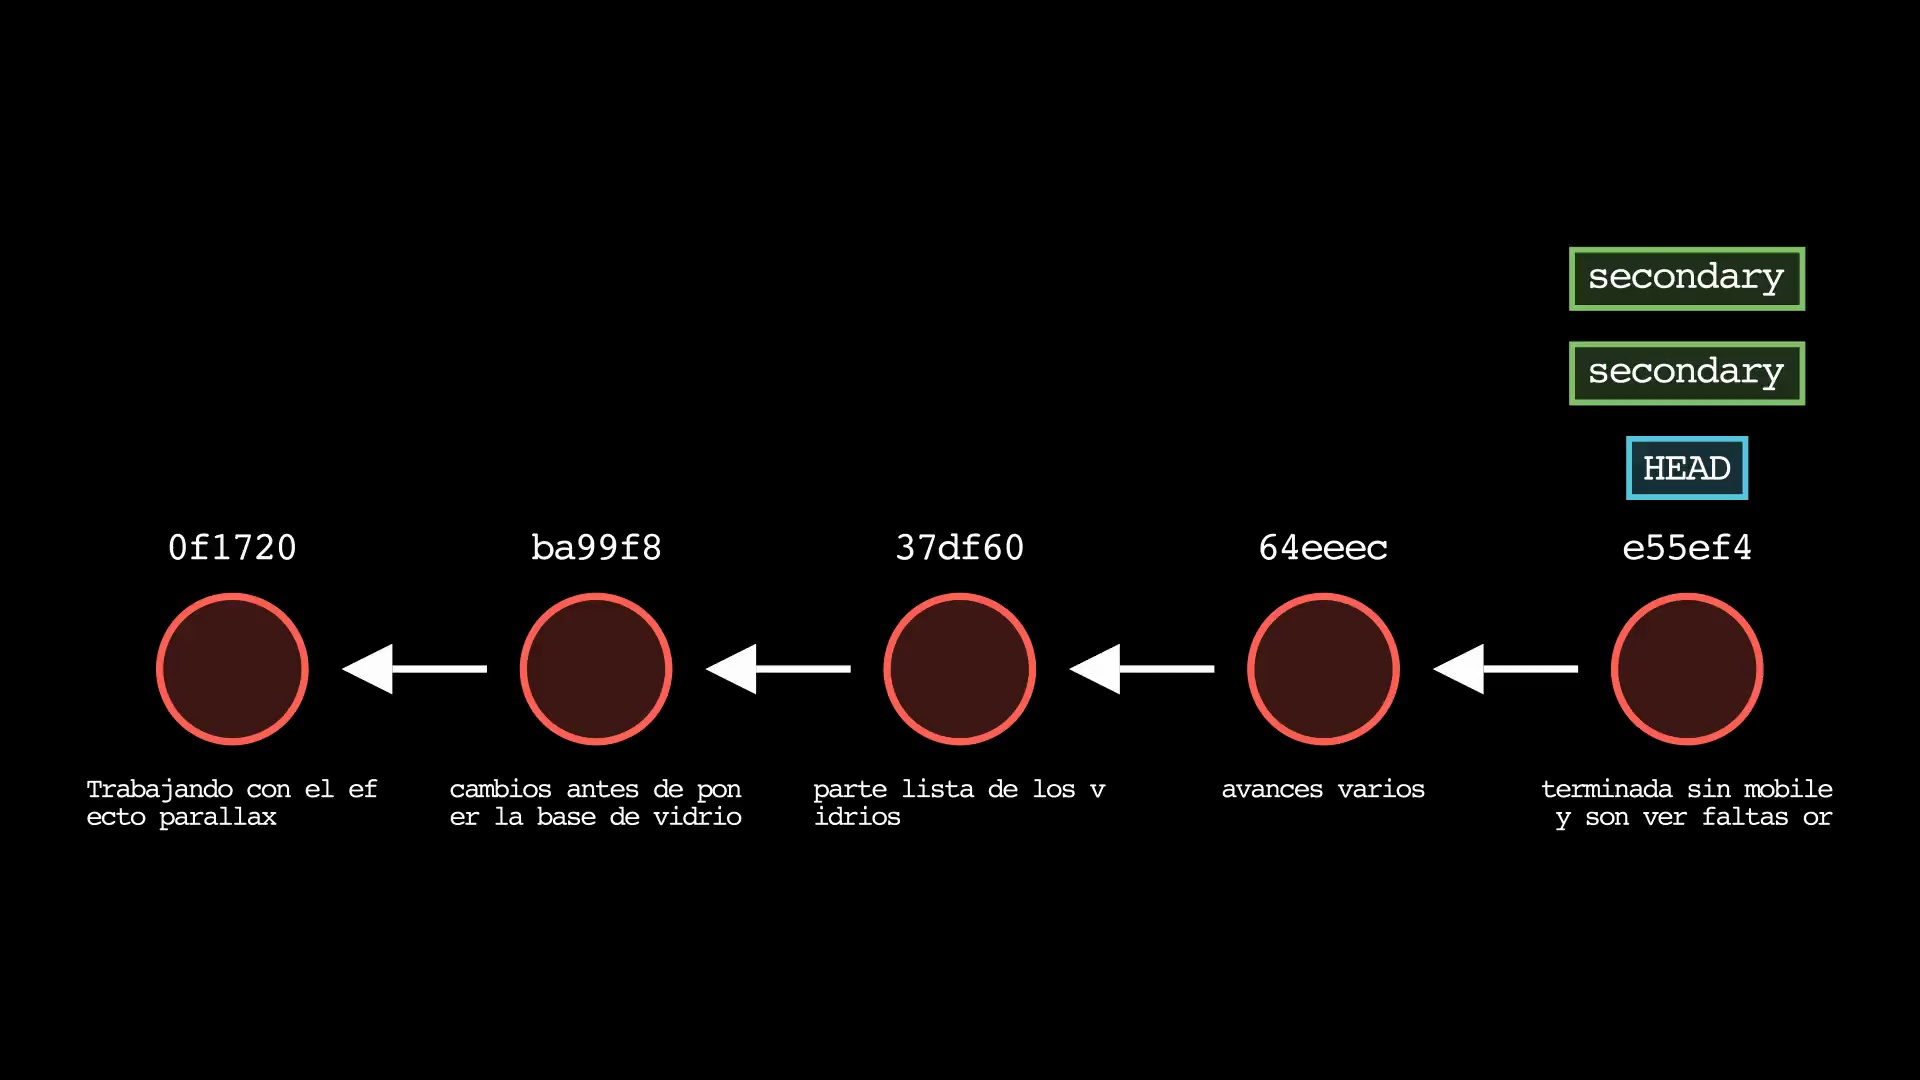 secondary
secondary
HEAD
0f1720
ba99f8
37df60
64eeec
e55ef4
Trabajando con el ef
ecto parallax
cambios antes de pon
er la base de vidrio
parte lista de los v
idrios
avances varios
terminada sin mobile
y son ver faltas or